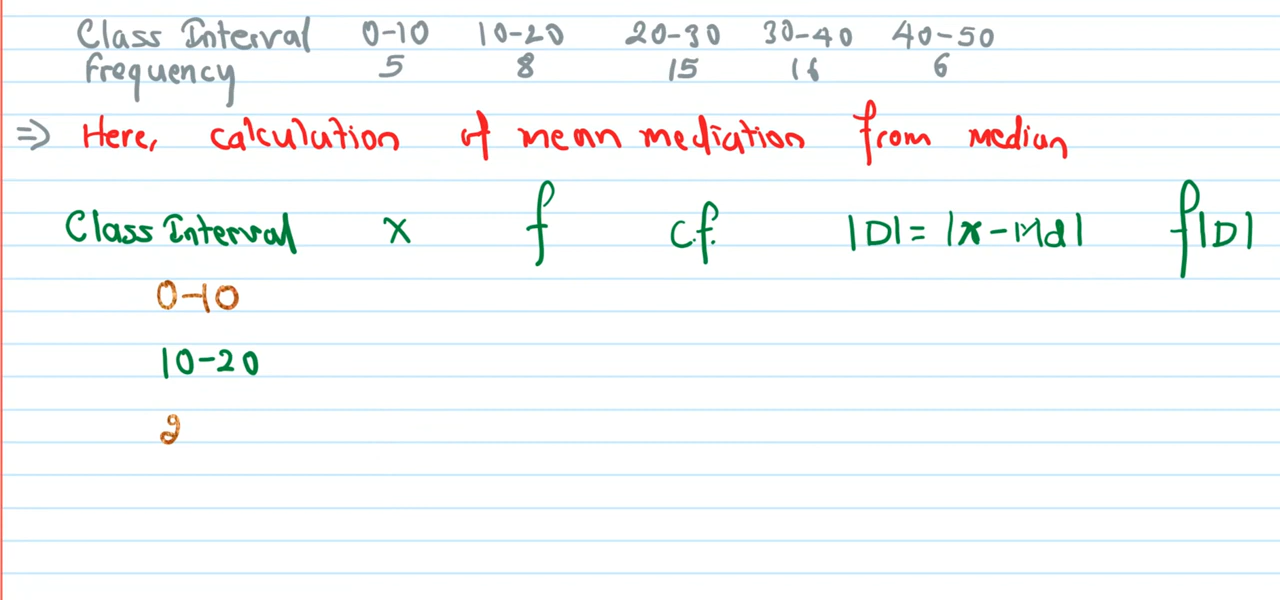 Class Interval 0-10 10-20 20-30 30-40 40-50
Frequency 5 8 15 16 6
⇒ Here, calculation of mean mediation from median
Class Interval x f c.f. |D|= |x-Md| f|D|
0-10
10-20
2